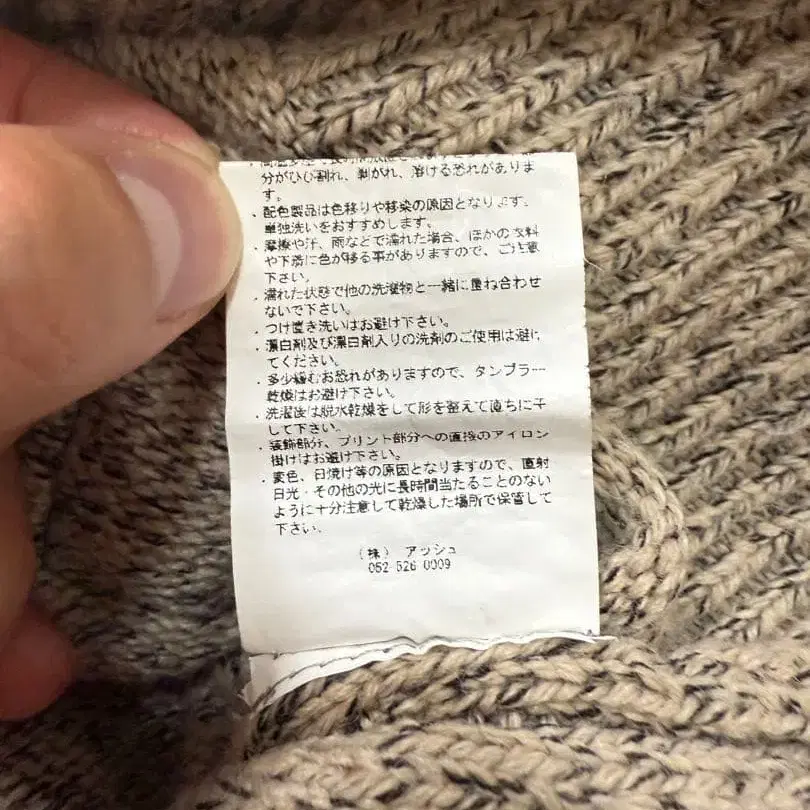 分がひび割れ、剥がれ、溶ける恐れがありま
す。
・配色製品は色移りや移染の原因となります。
単独洗いをおすすめします。
・摩擦や汗、雨などで濡れた場合、ほかの衣料
や下着に色が移る事がありますので、ご注意
下さい。
・濡れた状態で他の洗濯物と一緒に重ね合わせ
ないで下さい。
・つけ置き洗いはお避け下さい。
・漂白剤及び漂白剤入りの洗剤のご使用は避け
てください。
・多少縮むお恐れがありますので、タンブラー
乾燥はお避け下さい。
・洗濯後は脱水乾燥をして形を整えて直ちに干
して下さい。
・装飾部分、プリント部分への直接のアイロン
掛けはお避け下さい。
・変色、日焼け等の原因となりますので、直射
日光・その他の光に長時間当たることのない
ように十分注意して乾燥した場所で保管して
下さい。
(株) アッシュ
052 526 0009